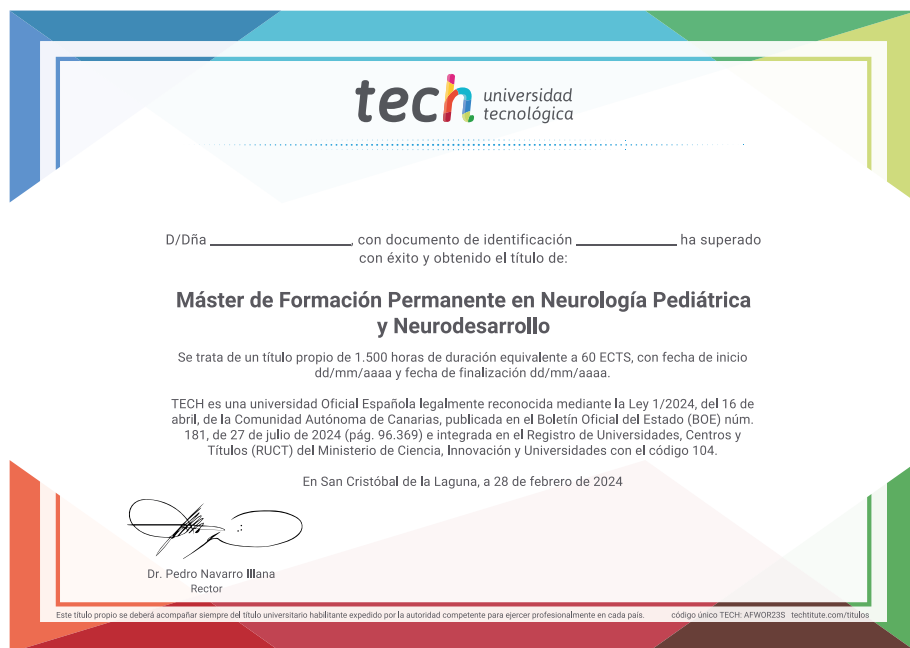 tech universidad
tecnológica
D/Dña ________________, con documento de identificación ____________ ha superado
con éxito y obtenido el título de:
Máster de Formación Permanente en Neurología Pediátrica
y Neurodesarrollo
Se trata de un título propio de 1.500 horas de duración equivalente a 60 ECTS, con fecha de inicio
dd/mm/aaaa y fecha de finalización dd/mm/aaaa.
TECH es una universidad Oficial Española legalmente reconocida mediante la Ley 1/2024, del 16 de
abril, de la Comunidad Autónoma de Canarias, publicada en el Boletín Oficial del Estado (BOE) núm.
181, de 27 de julio de 2024 (pág. 96.369) e integrada en el Registro de Universidades, Centros y
Títulos (RUCT) del Ministerio de Ciencia, Innovación y Universidades con el código 104.
En San Cristóbal de la Laguna, a 28 de febrero de 2024
Dr. Pedro Navarro Illana
Rector
Este título propio se deberá acompañar siempre del título universitario habilitante expedido por la autoridad competente para ejercer profesionalmente en cada país. código único TECH: AFWOR23S techtitute.com/titulos